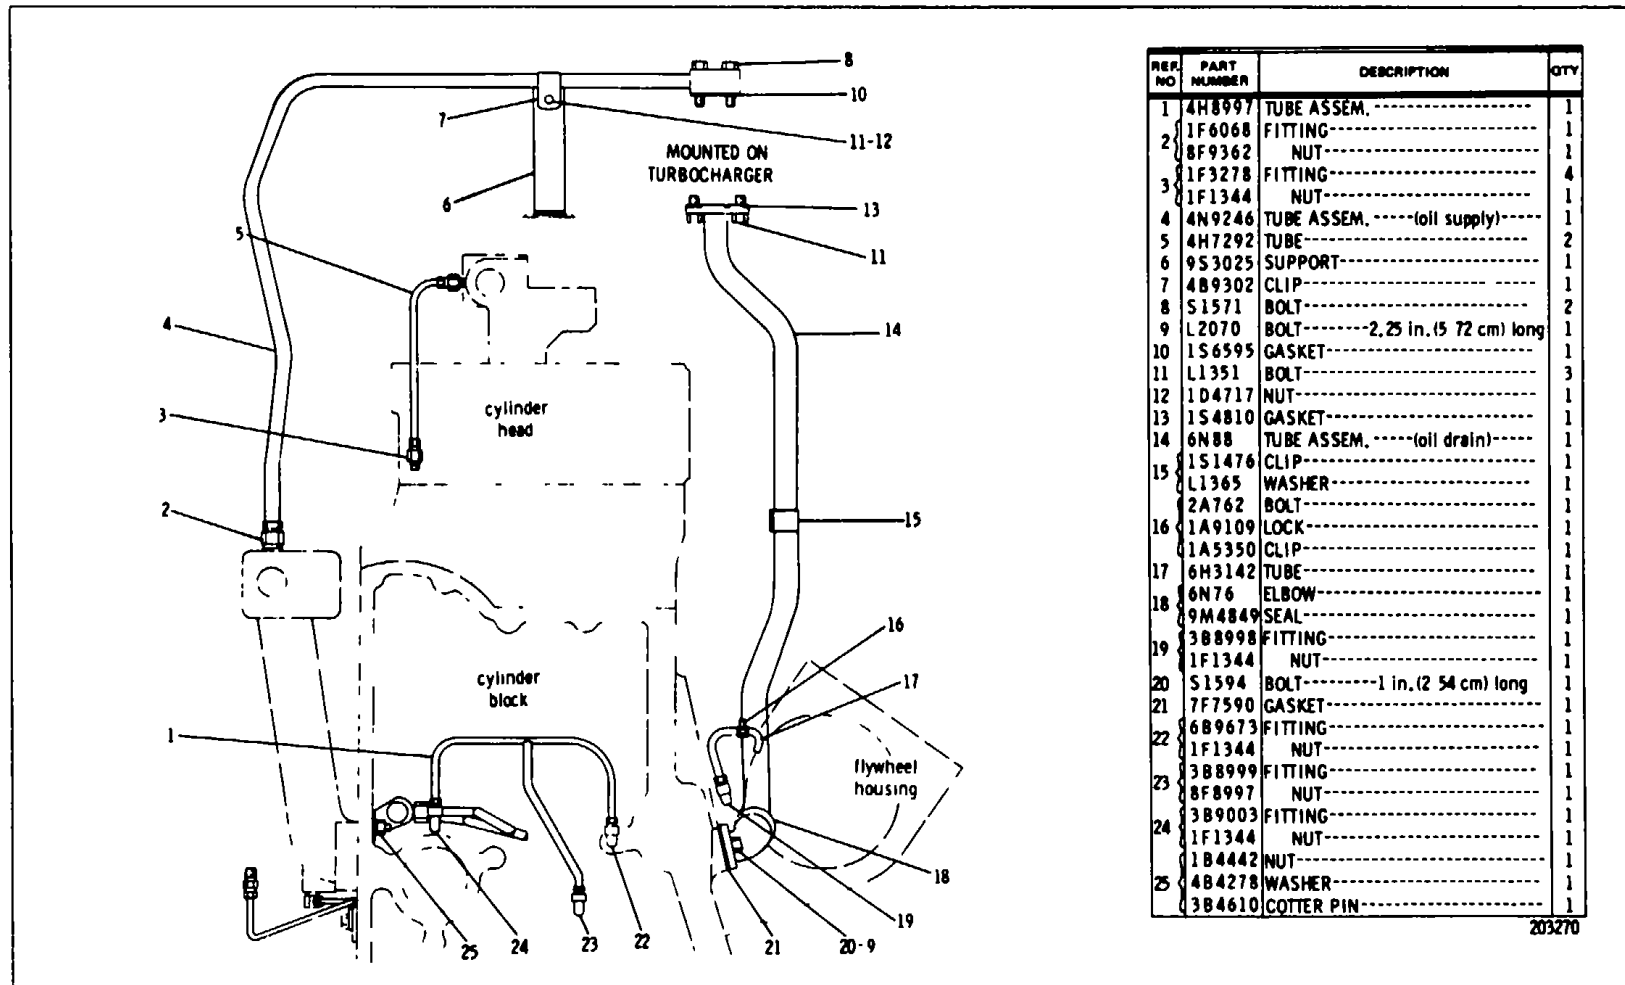 8
10
7
11-12
MOUNTED ON
TURBOCHARGER
6
13
5
11
4
14
cylinder
head
3
2
15
16
cylinder
block
17
1
flywheel
housing
18
19
25
24
23
22
21
20-9
REF. NO PART NUMBER DESCRIPTION QTY
1 4H8997 TUBE ASSEM. 1
2 1F6068 FITTING 1
8F9362 NUT 1
3 1F3278 FITTING 4
1F1344 NUT 1
4 4N9246 TUBE ASSEM. (oil supply) 1
5 4H7292 TUBE 2
6 9S3025 SUPPORT 1
7 4B9302 CLIP 1
8 S1571 BOLT 2
9 L2070 BOLT 2.25 in. (5 72 cm) long 1
10 1S6595 GASKET 1
11 L1351 BOLT 3
12 1D4717 NUT 1
13 1S4810 GASKET 1
14 6N88 TUBE ASSEM. (oil drain) 1
15 1S1476 CLIP 1
L1365 WASHER 1
16 2A762 BOLT 1
1A9109 LOCK 1
1A5350 CLIP 1
17 6H3142 TUBE 1
18 6N76 ELBOW 1
9M4849 SEAL 1
19 3B8998 FITTING 1
1F1344 NUT 1
20 S1594 BOLT 1 in. (2 54 cm) long 1
21 7F7590 GASKET 1
22 6B9673 FITTING 1
1F1344 NUT 1
23 3B8999 FITTING 1
8F8997 NUT 1
24 3B9003 FITTING 1
1F1344 NUT 1
25 1B4442 NUT 1
4B4278 WASHER 1
3B4610 COTTER PIN 1
203270